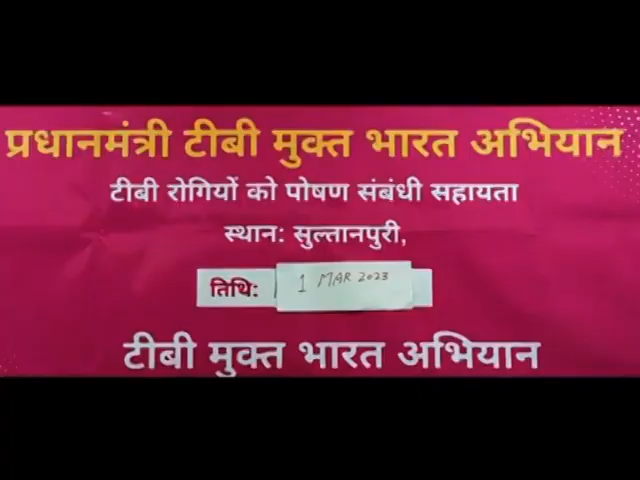 प्रधानमंत्री टीबी मुक्त भारत अभियान
टीबी रोगियों को पोषण संबंधी सहायता
स्थान: सुल्तानपुरी,
तिथि: 1 MAR 2023
टीबी मुक्त भारत अभियान